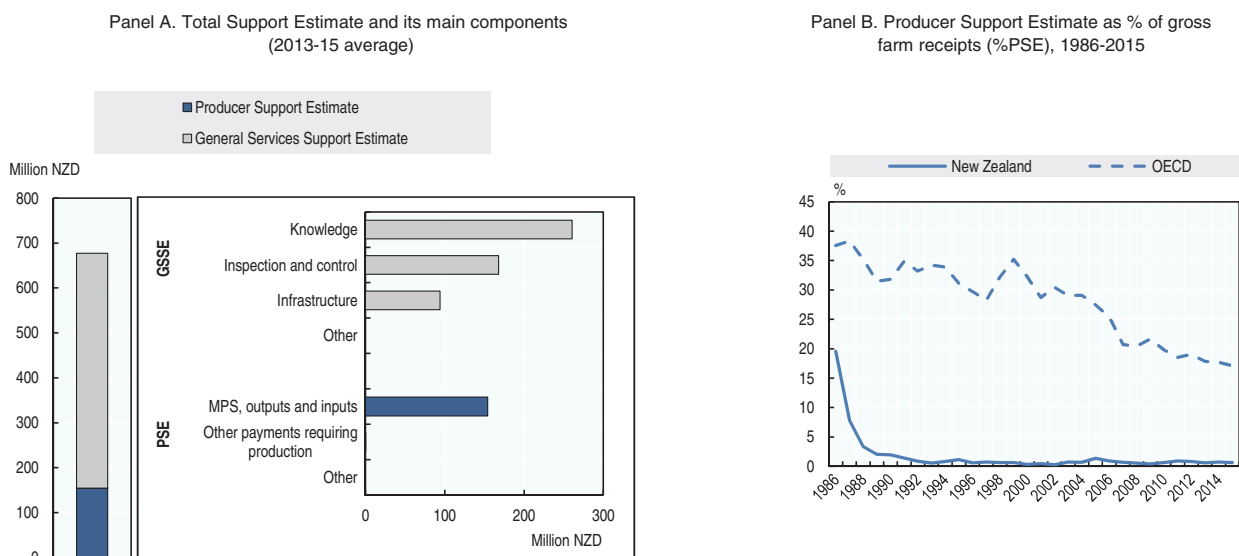 Panel A. Total Support Estimate and its main components
(2013-15 average)
Producer Support Estimate
General Services Support Estimate
Million NZD
800
700
600
500
400
300
200
100
0
GSSE
Knowledge
Inspection and control
Infrastructure
Other
PSE
MPS, outputs and inputs
Other payments requiring
production
Other
0 100 200 300
Million NZD
Panel B. Producer Support Estimate as % of gross
farm receipts (%PSE), 1986-2015
New Zealand OECD
%
45
40
35
30
25
20
15
10
5
0
1986 1988 1990 1992 1994 1996 1998 2000 2002 2004 2006 2008 2010 2012 2014